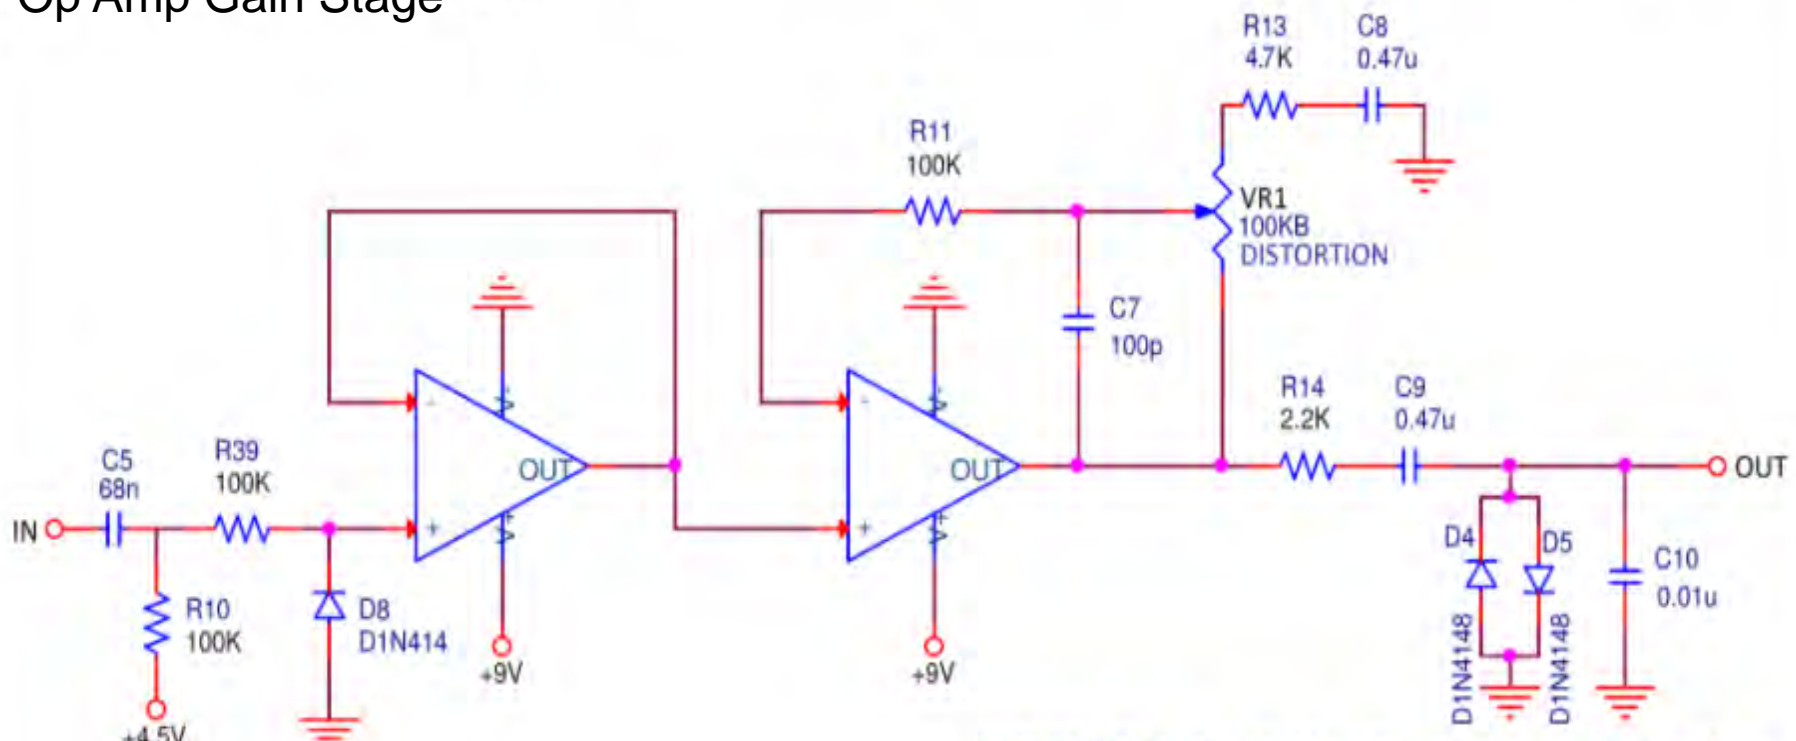 Op Amp Gain Stage
R13
4.7K
C8
0.47u
R11
100K
VR1
100KB
DISTORTION
C7
100p
R14
2.2K
C9
0.47u
C5
68n
R39
100K
IN
-
+
OUT
V-
V+
-
+
OUT
V-
V+
OUT
R10
100K
D8
D1N414
+9V
+9V
D4
D5
D1N4148
D1N4148
C10
0.01u
+4.5V